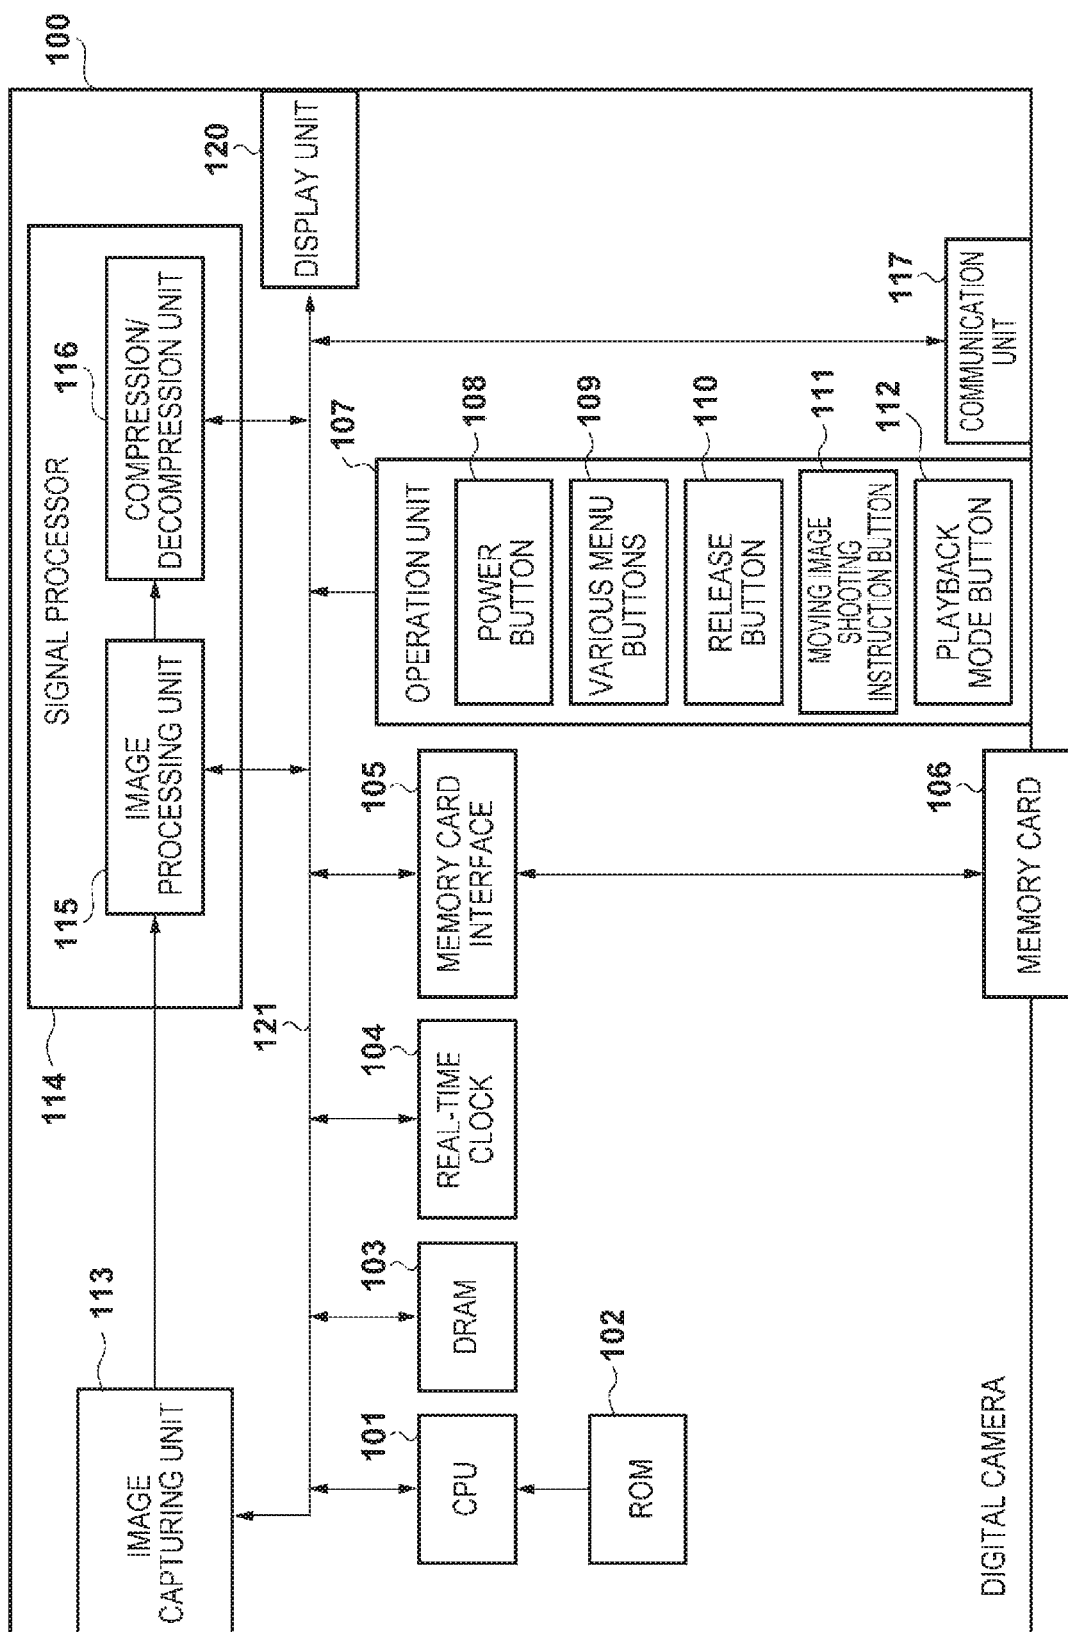 100
IMAGE
CAPTURING UNIT
113
SIGNAL PROCESSOR
114
IMAGE
PROCESSING UNIT
115
COMPRESSION/
DECOMPRESSION UNIT
116
DISPLAY UNIT
120
121
CPU
101
ROM
102
DRAM
103
REAL-TIME
CLOCK
104
MEMORY CARD
INTERFACE
105
MEMORY CARD
106
OPERATION UNIT
107
POWER
BUTTON
108
VARIOUS MENU
BUTTONS
109
RELEASE
BUTTON
110
MOVING IMAGE
SHOOTING
INSTRUCTION BUTTON
111
PLAYBACK
MODE BUTTON
112
COMMUNICATION
UNIT
117
DIGITAL CAMERA